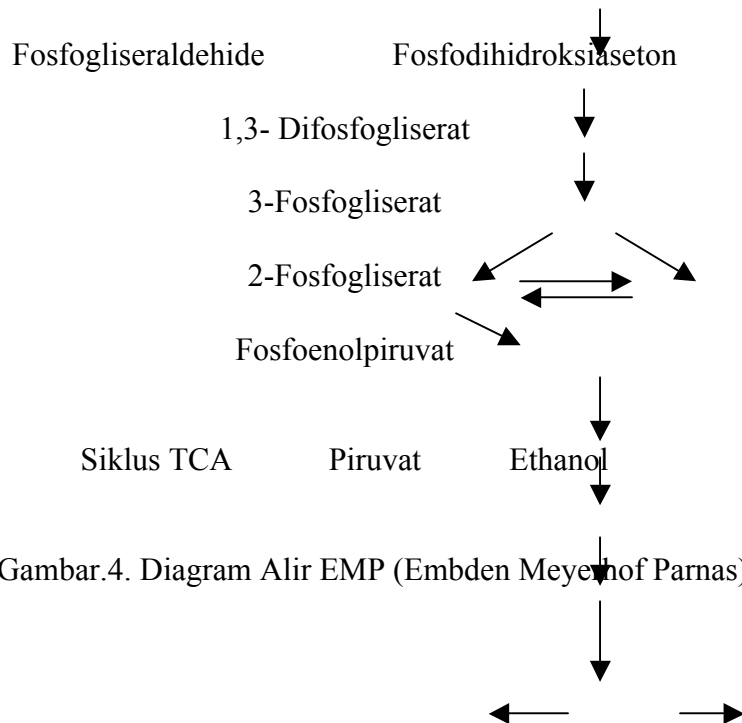 Fosfogliseraldehide Fosfodihidroksiaseton
1,3- Difosfogliserat
3-Fosfogliserat
2-Fosfogliserat
Fosfoenolpiruvat
Siklus TCA Piruvat Ethanol
Gambar.4. Diagram Alir EMP (Embden Meyerhof Parnas)